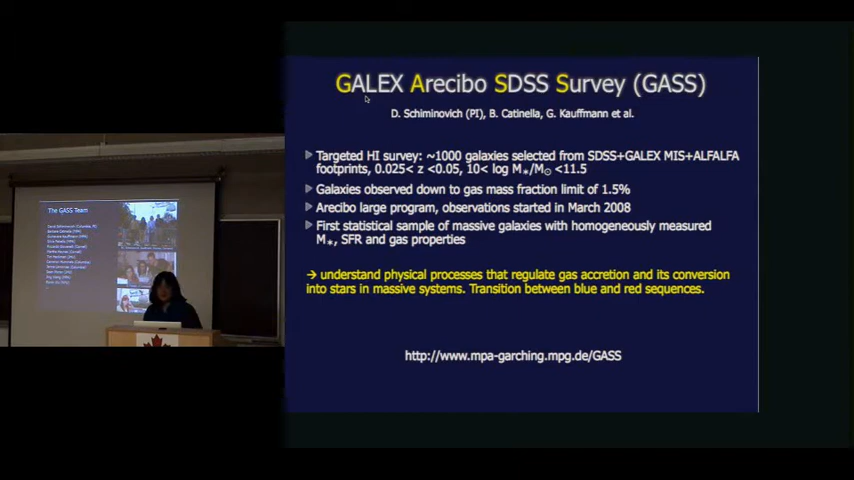 GALEX Arecibo SDSS Survey (GASS)
D. Schiminovich (PI), B. Catinella, G. Kauffmann et al.
Targeted HI survey: ~1000 galaxies selected from SDSS+GALEX MIS+ALFALFA
footprints, 0.025< z <0.05, 10< log M∗/M⊙ <11.5
Galaxies observed down to gas mass fraction limit of 1.5%
Arecibo large program, observations started in March 2008
First statistical sample of massive galaxies with homogeneously measured
M∗, SFR and gas properties
→ understand physical processes that regulate gas accretion and its conversion
into stars in massive systems. Transition between blue and red sequences.
http://www.mpa-garching.mpg.de/GASS
The GASS Team